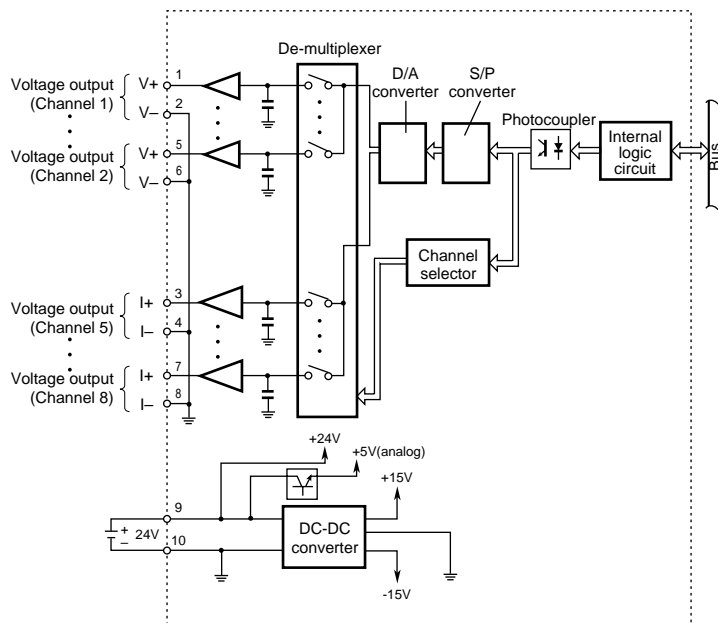 De-multiplexer
D/A
converter
S/P
converter
Photocoupler
Internal
logic
circuit
Bus
Channel
selector
Voltage output
(Channel 1)
V+
1
V–
2
Voltage output
(Channel 2)
V+
5
V–
6
Voltage output
(Channel 5)
I+
3
I–
4
Voltage output
(Channel 8)
I+
7
I–
8
+24V
+5V(analog)
+15V
9
+
–
24V
10
DC-DC
converter
-15V